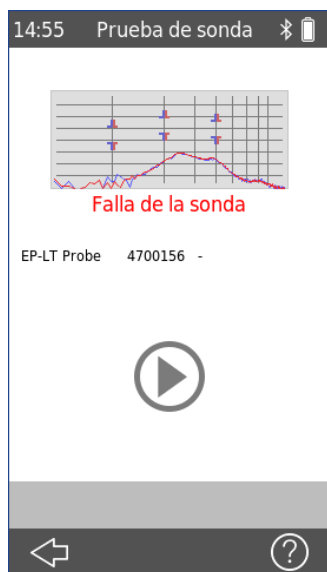 14:55 Prueba de sonda
Falla de la sonda
EP-LT Probe 4700156 -
?